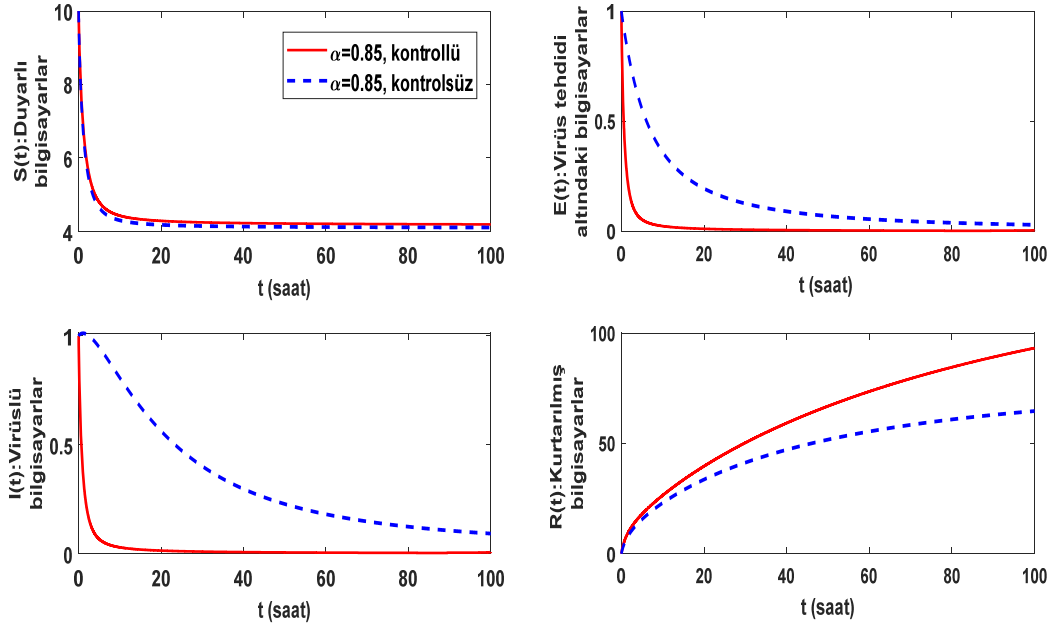 10
8
6
4
S(t):Duyarlı
bilgisayarlar
α=0.85, kontrollü
α=0.85, kontrolsüz
0 20 40 60 80 100
t (saat)
1
0.5
0
E(t):Virüs tehdidi
altındaki bilgisayarlar
0 20 40 60 80 100
t (saat)
1
0.5
0
I(t):Virüslü
bilgisayarlar
0 20 40 60 80 100
t (saat)
100
50
0
R(t):Kurtarılmış
bilgisayarlar
0 20 40 60 80 100
t (saat)